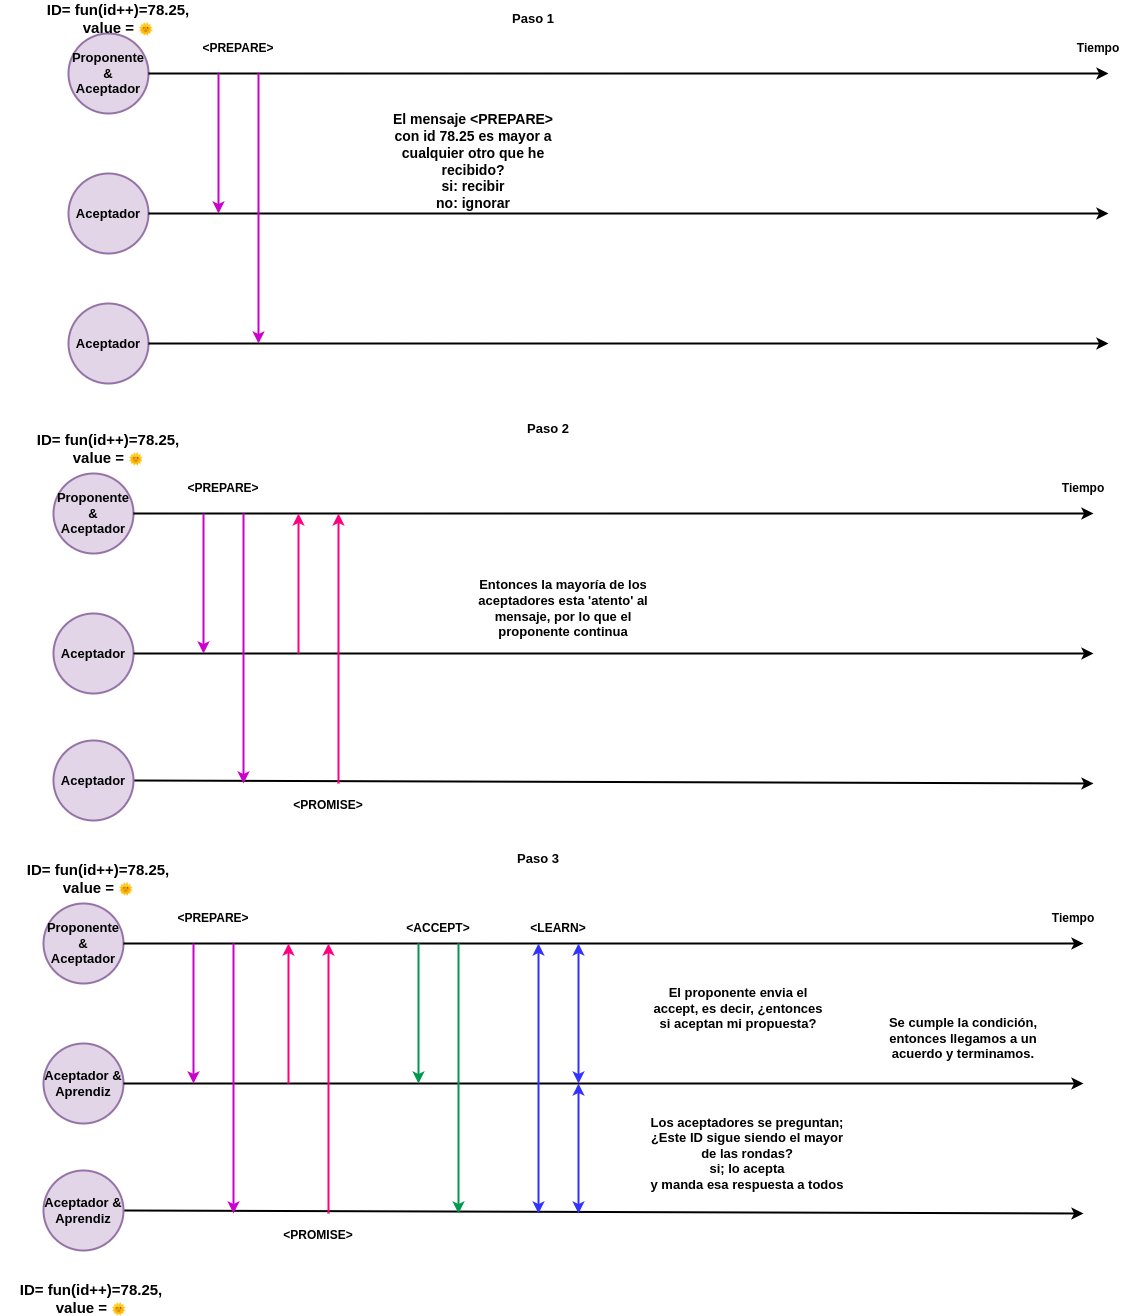 Paso 1
ID= fun(id++)=78.25,
value = 🌞
<PREPARE>
Tiempo
Proponente
&
Aceptador
El mensaje <PREPARE>
con id 78.25 es mayor a
cualquier otro que he
recibido?
si: recibir
no: ignorar
Aceptador
Aceptador
Paso 2
ID= fun(id++)=78.25,
value = 🌞
<PREPARE>
Tiempo
Proponente
&
Aceptador
Entonces la mayoría de los
aceptadores esta 'atento' al
mensaje, por lo que el
proponente continua
Aceptador
Aceptador
<PROMISE>
Paso 3
ID= fun(id++)=78.25,
value = 🌞
<PREPARE>
<ACCEPT>
<LEARN>
Tiempo
Proponente
&
Aceptador
El proponente envia el
accept, es decir, ¿entonces
si aceptan mi propuesta?
Se cumple la condición,
entonces llegamos a un
acuerdo y terminamos.
Aceptador &
Aprendiz
Los aceptadores se preguntan;
¿Este ID sigue siendo el mayor
de las rondas?
si; lo acepta
y manda esa respuesta a todos
Aceptador &
Aprendiz
<PROMISE>
ID= fun(id++)=78.25,
value = 🌞